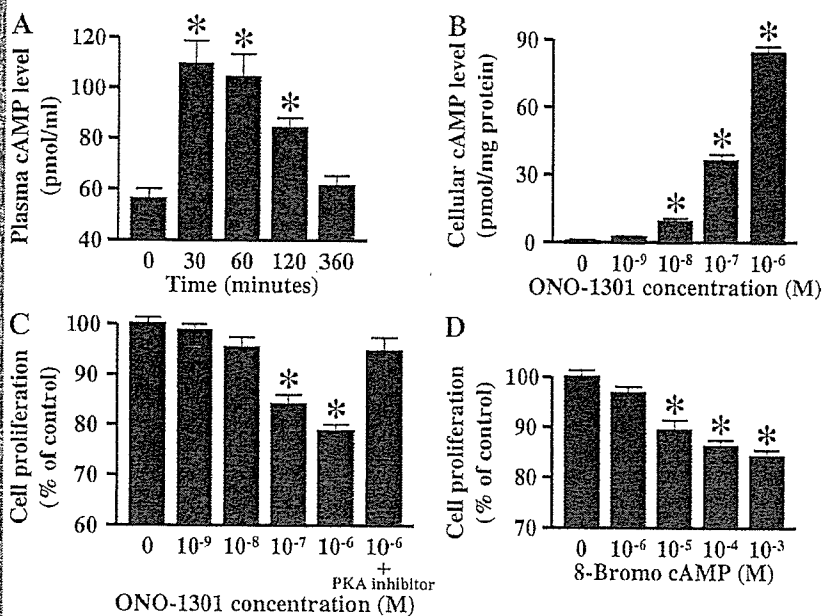 A
Plasma cAMP level
(pmol/ml)
120
100
80
60
40
*
*
*
0 30 60 120 360
Time (minutes)
B
Cellular cAMP level
(pmol/mg protein)
90
60
30
0
*
*
*
0 10⁻⁹ 10⁻⁸ 10⁻⁷ 10⁻⁶
ONO-1301 concentration (M)
C
Cell proliferation
(% of control)
100
90
80
70
60
*
*
0 10⁻⁹ 10⁻⁸ 10⁻⁷ 10⁻⁶ 10⁻⁶
+
PKA inhibitor
ONO-1301 concentration (M)
D
Cell proliferation
(% of control)
100
90
80
70
*
*
*
0 10⁻⁶ 10⁻⁵ 10⁻⁴ 10⁻³
8-Bromo cAMP (M)